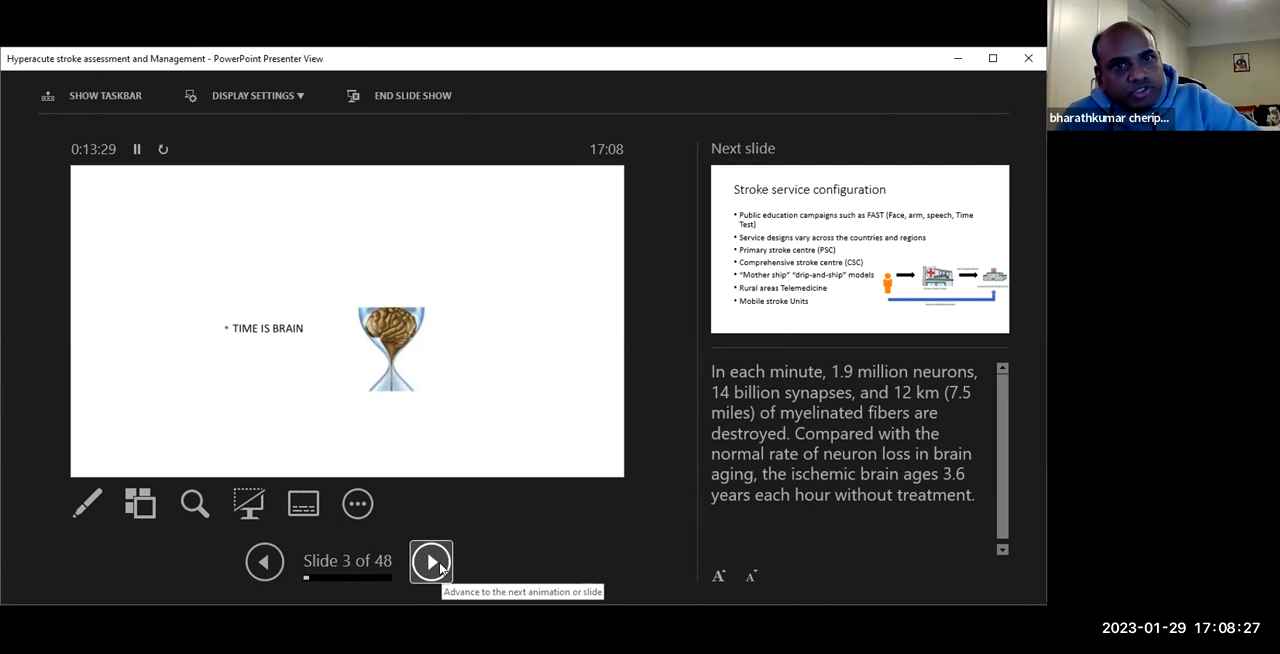 Hyperacute stroke assessment and Management - PowerPoint Presenter View
SHOW TASKBAR
DISPLAY SETTINGS ▼
END SLIDE SHOW
0:13:29
17:08
• TIME IS BRAIN
Slide 3 of 48
Advance to the next animation or slide
Next slide
Stroke service configuration
• Public education campaigns such as FAST (Face, arm, speech, Time
Test)
• Service designs vary across the countries and regions
• Primary stroke centre (PSC)
• Comprehensive stroke centre (CSC)
• "Mother ship" "drip-and-ship" models
• Rural areas Telemedicine
• Mobile stroke Units
In each minute, 1.9 million neurons,
14 billion synapses, and 12 km (7.5
miles) of myelinated fibers are
destroyed. Compared with the
normal rate of neuron loss in brain
aging, the ischemic brain ages 3.6
years each hour without treatment.
A A
bharathkumar cherip...
2023-01-29 17:08:27